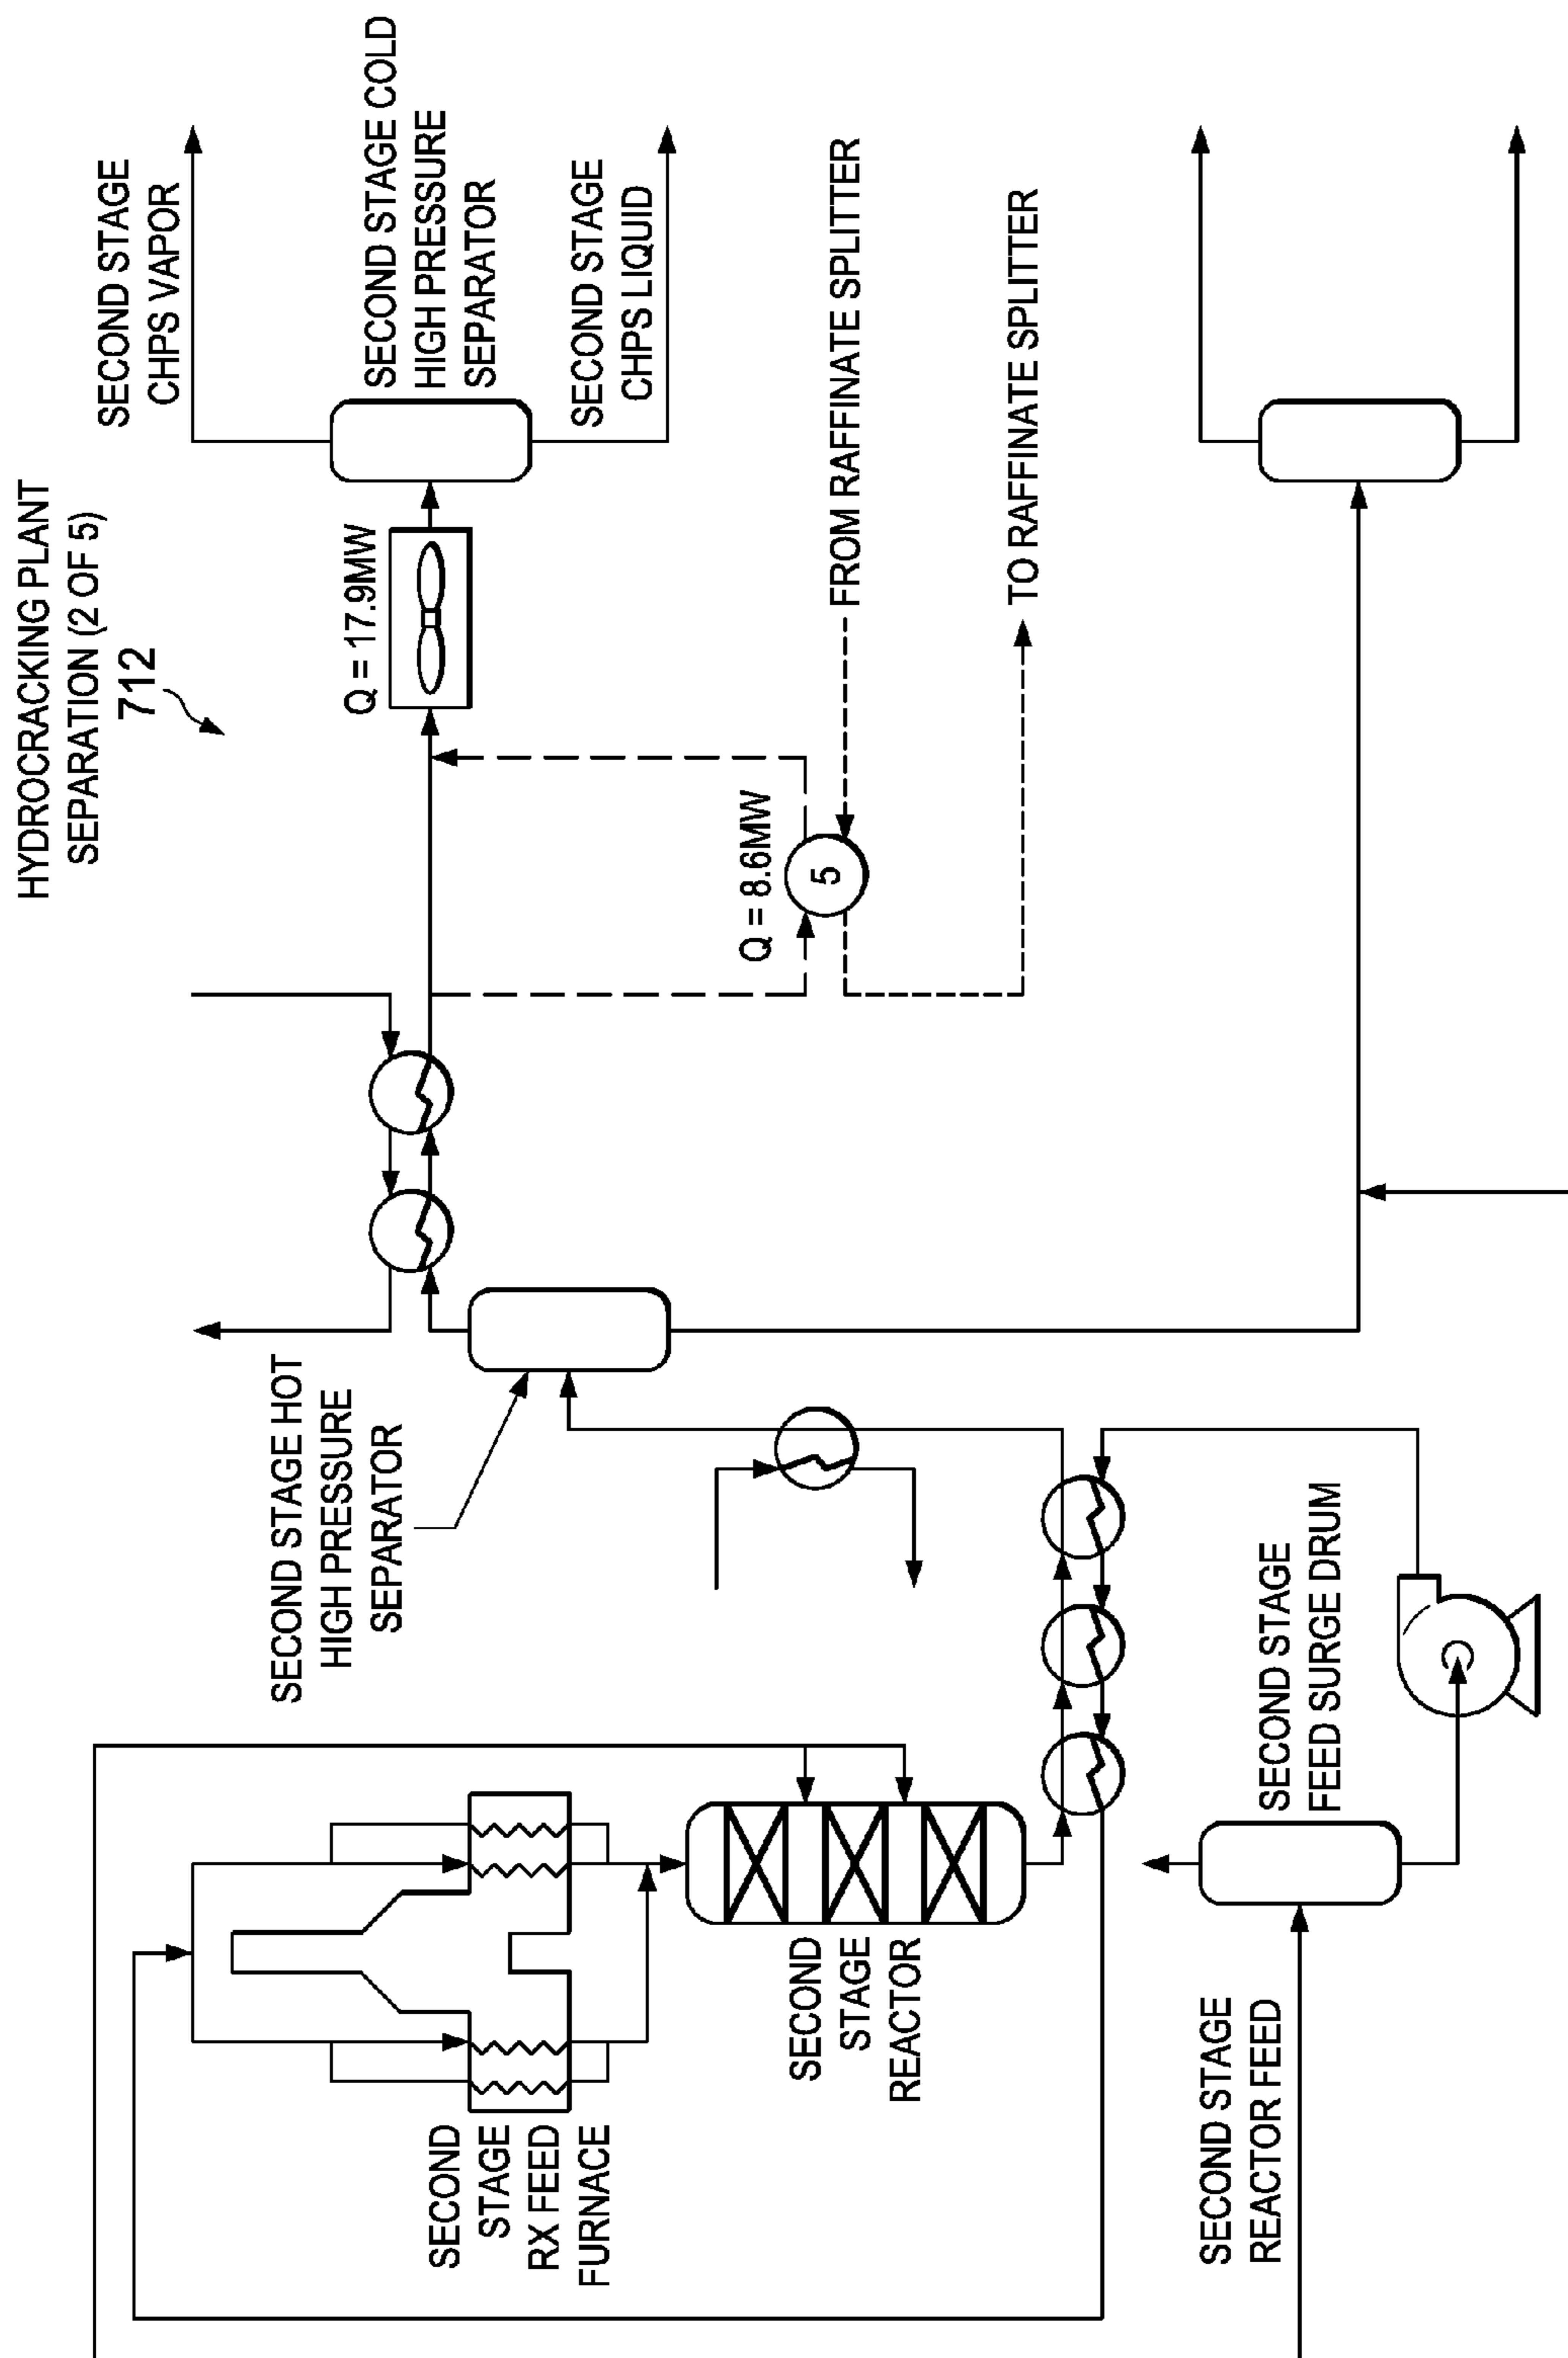 HYDROCRACKING PLANT
SEPARATION (2 OF 5)
712
SECOND STAGE
CHPS VAPOR
Q = 17.9MW
SECOND STAGE COLD
HIGH PRESSURE
SEPARATOR
SECOND STAGE
CHPS LIQUID
SECOND STAGE HOT
HIGH PRESSURE
SEPARATOR
Q = 8.6MW
5
FROM RAFFINATE SPLITTER
TO RAFFINATE SPLITTER
SECOND
STAGE
RX FEED
FURNACE
SECOND
STAGE
REACTOR
SECOND STAGE
REACTOR FEED
SECOND STAGE
FEED SURGE DRUM